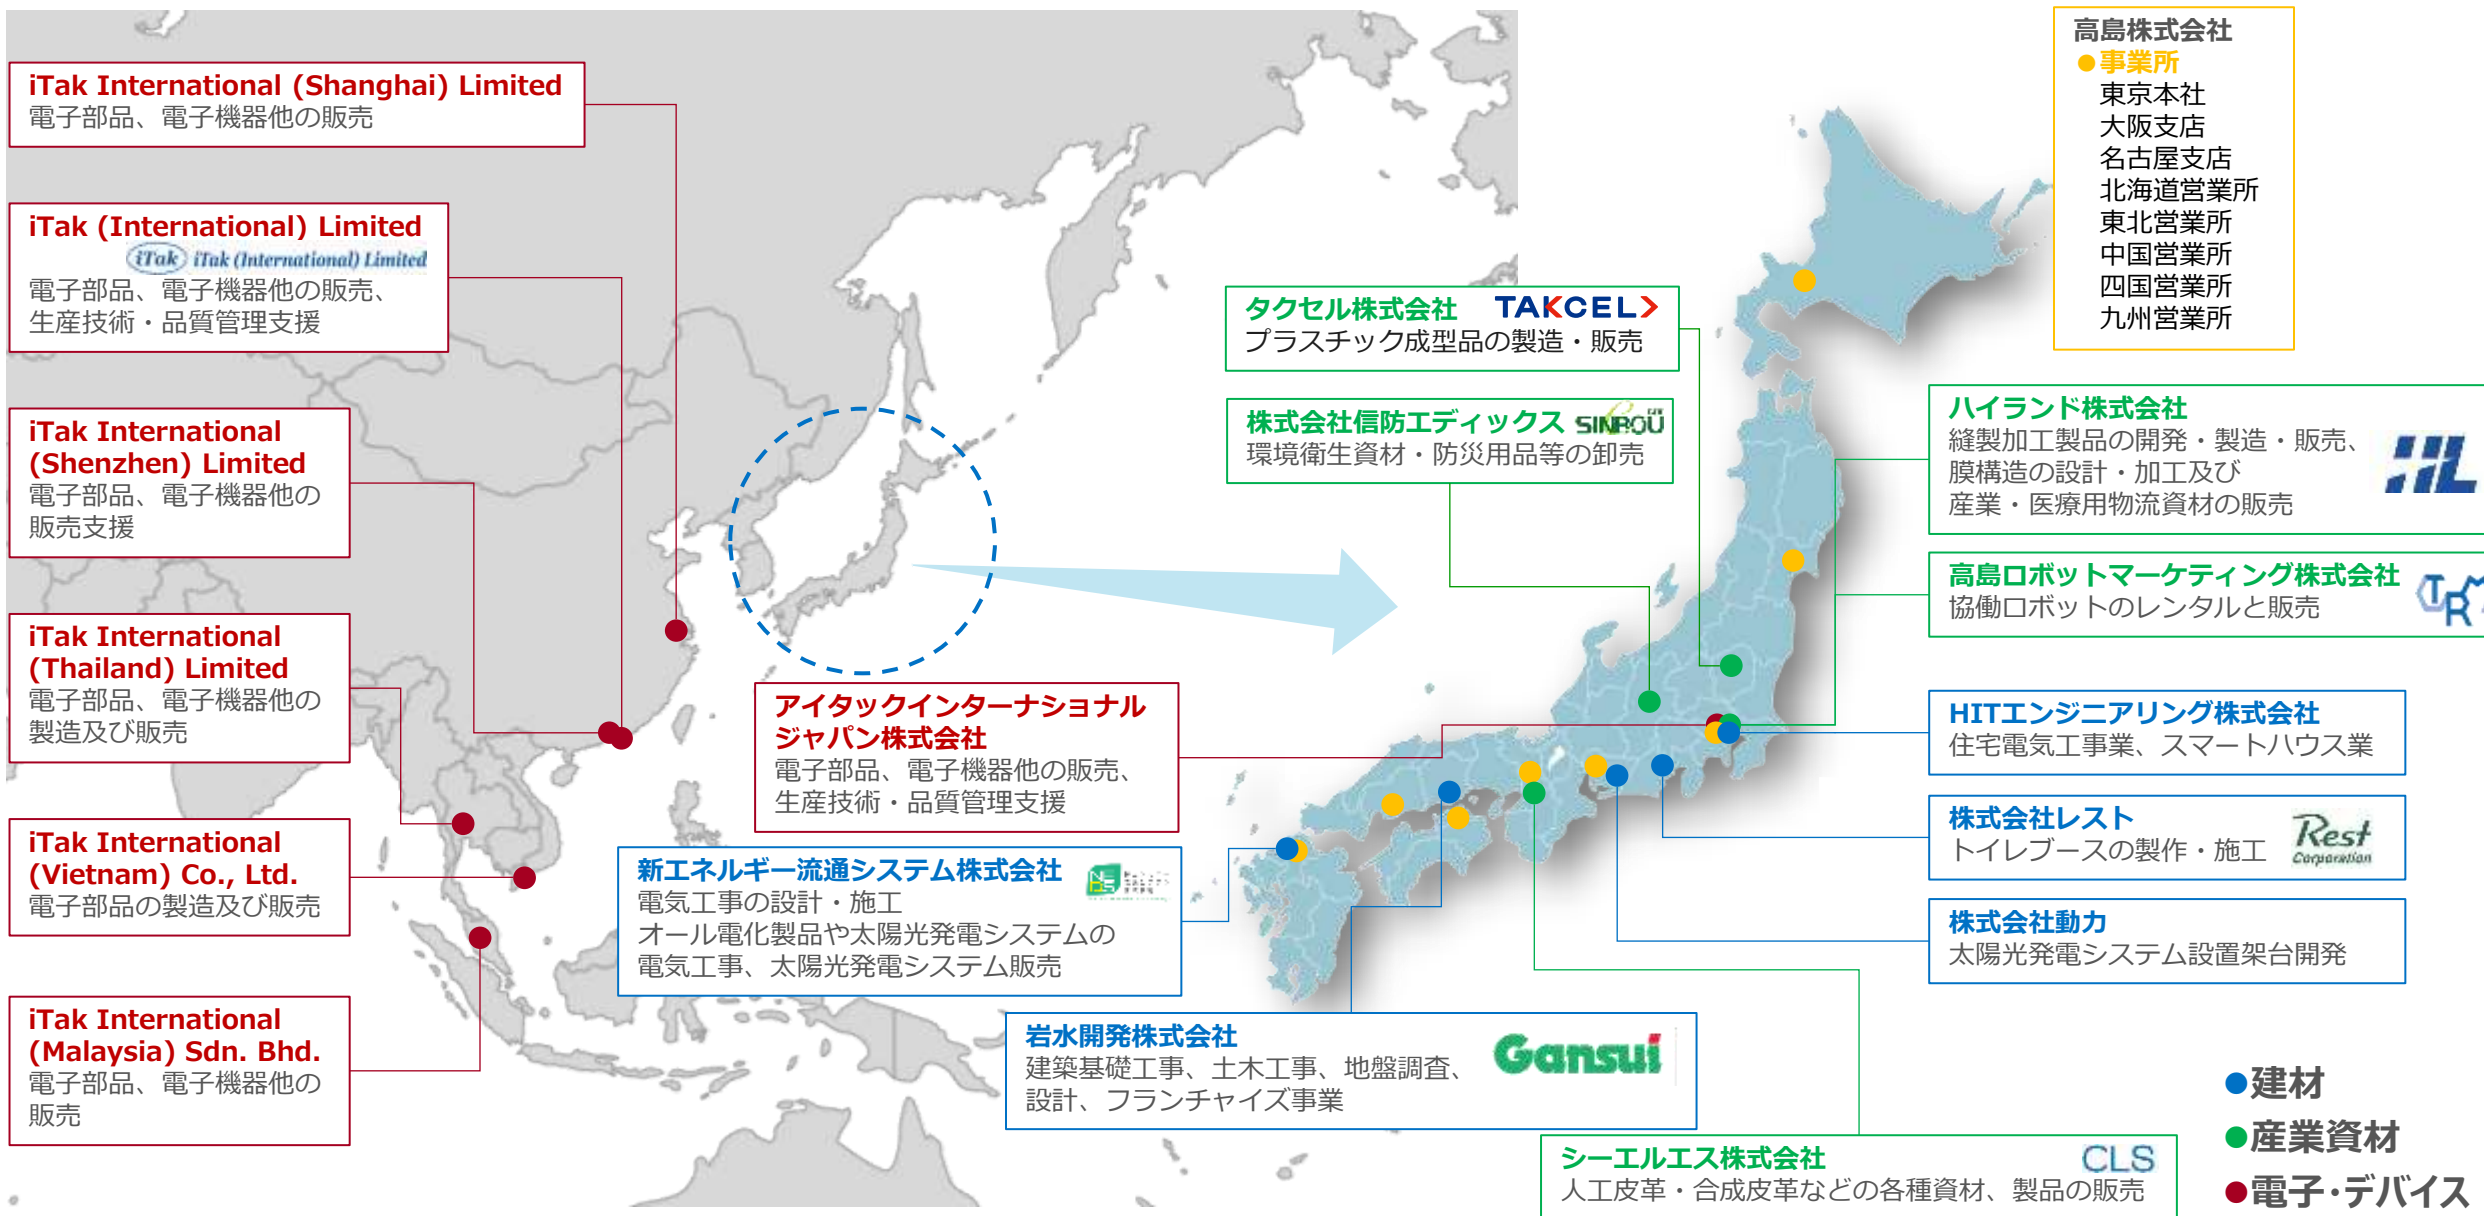 iTak International (Shanghai) Limited
電子部品、電子機器他の販売
iTak (International) Limited
iTak iTak (International) Limited
電子部品、電子機器他の販売、
生産技術・品質管理支援
iTak International
(Shenzhen) Limited
電子部品、電子機器他の
販売支援
iTak International
(Thailand) Limited
電子部品、電子機器他の
製造及び販売
iTak International
(Vietnam) Co., Ltd.
電子部品の製造及び販売
iTak International
(Malaysia) Sdn. Bhd.
電子部品、電子機器他の
販売
アイタックインターナショナル
ジャパン株式会社
電子部品、電子機器他の販売、
生産技術・品質管理支援
新エネルギー流通システム株式会社
電気工事の設計・施工
オール電化製品や太陽光発電システムの
電気工事、太陽光発電システム販売
岩水開発株式会社 Gansui
建築基礎工事、土木工事、地盤調査、
設計、フランチャイズ事業
シーエルエス株式会社 CLS
人工皮革・合成皮革などの各種資材、製品の販売
タクセル株式会社 TAKCEL
プラスチック成型品の製造・販売
株式会社信防エディックス SINBOU
環境衛生資材・防災用品等の卸売
高島株式会社
●事業所
東京本社
大阪支店
名古屋支店
北海道営業所
東北営業所
中国営業所
四国営業所
九州営業所
ハイランド株式会社
縫製加工製品の開発・製造・販売、
膜構造の設計・加工及び
産業・医療用物流資材の販売
HL
高島ロボットマーケティング株式会社
協働ロボットのレンタルと販売
TR
HITエンジニアリング株式会社
住宅電気工事業、スマートハウス業
株式会社レスト
トイレブースの製作・施工
Rest
Corporation
株式会社動力
太陽光発電システム設置架台開発
●建材
●産業資材
●電子・デバイス